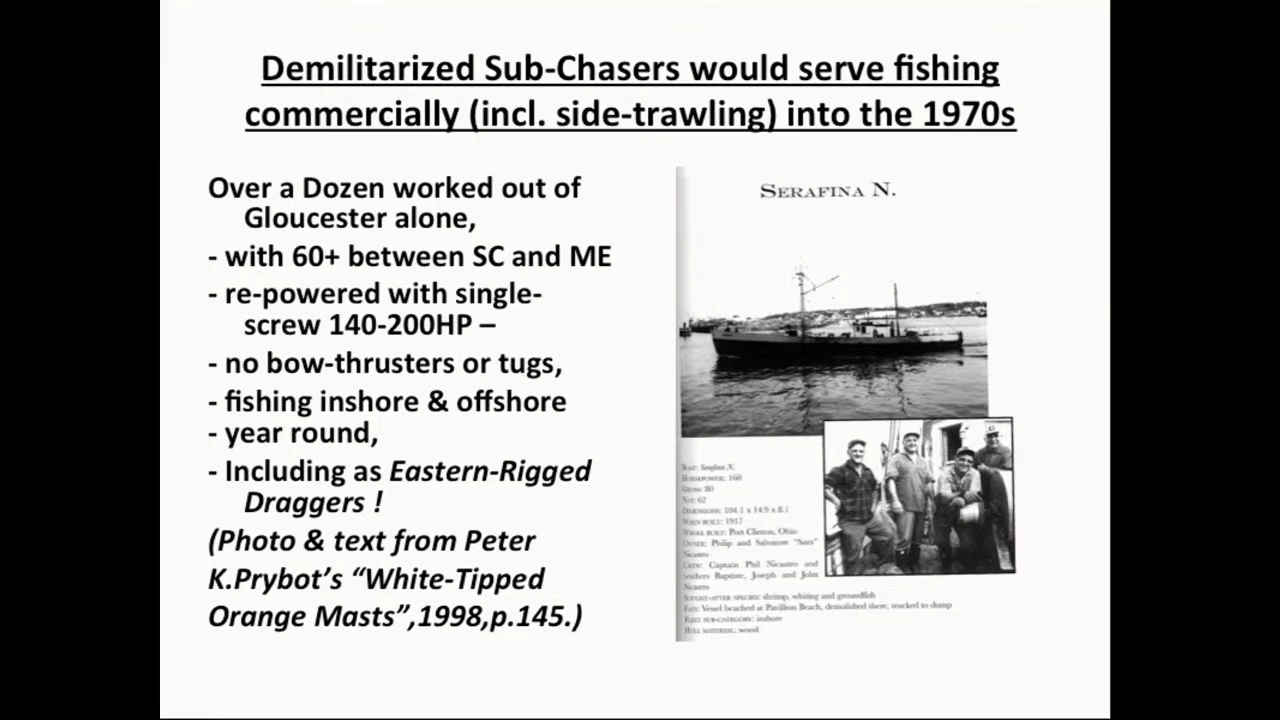 Demilitarized Sub-Chasers would serve fishing
commercially (incl. side-trawling) into the 1970s
Over a Dozen worked out of
Gloucester alone,
- with 60+ between SC and ME
- re-powered with single-
screw 140-200HP –
- no bow-thrusters or tugs,
- fishing inshore & offshore
- year round,
- Including as Eastern-Rigged
Draggers !
(Photo & text from Peter
K.Prybot's “White-Tipped
Orange Masts”,1998,p.145.)
SERAFINA N.
BOAT: Serafina N.
HORSEPOWER: 160
GROSS: 80
NET: 62
DIMENSIONS: 104.1 x 14.9 x 8.1
WHEN BUILT: 1917
WHERE BUILT: Port Clinton, Ohio
OWNER: Philip and Salvatore "Sam"
Nicastro
CREW: Captain Phil Nicastro and
brothers Baptiste, Joseph and John
Nicastro
SOUGHT-AFTER SPECIES: shrimp, whiting and groundfish
FATE: Vessel beached at Pavilion Beach, demolished there, trucked to dump
FLEET SUB-CATEGORY: inshore
HULL MATERIAL: wood